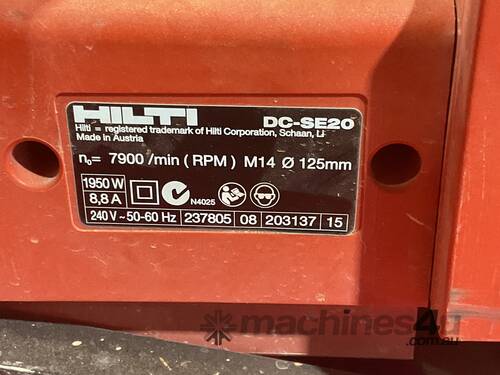 HILTI DC-SE20
Hilti = registered trademark of Hilti Corporation, Schaan, LI
Made in Austria
n₀= 7900 /min ( RPM ) M14 Ø 125mm
1950 W
8,8 A N4025
240 V ~ 50-60 Hz 237805 08 203137 15
machines4u
.com.au